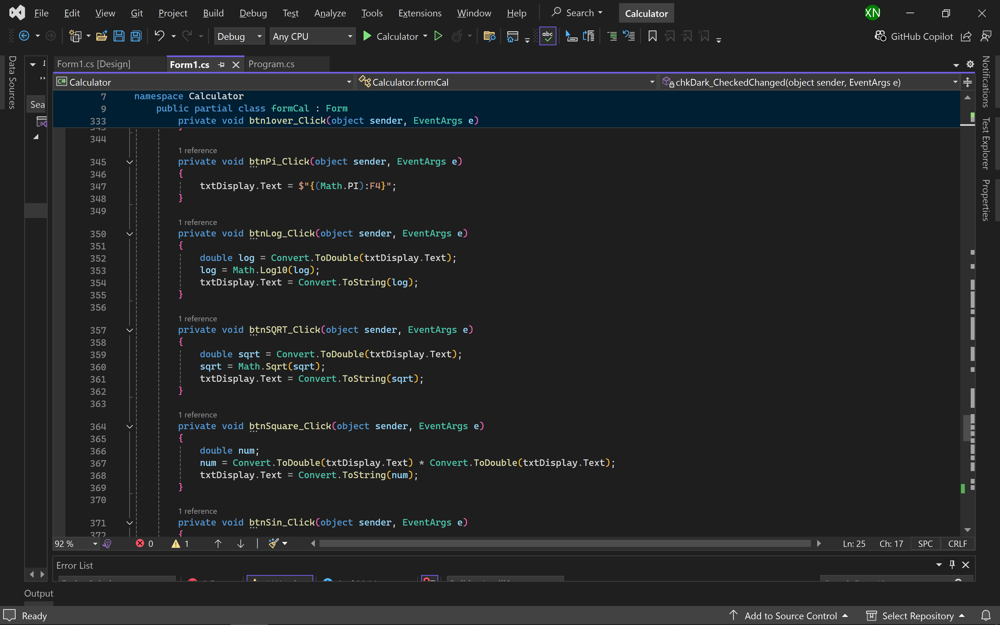 File Edit View Git Project Build Debug Test Analyze Tools Extensions Window Help Search Calculator XN
Debug Any CPU Calculator abc GitHub Copilot
Data Sources
Sea
Form1.cs [Design] Form1.cs Program.cs
C# Calculator Calculator.formCal chkDark_CheckedChanged(object sender, EventArgs e)
7 namespace Calculator
9 public partial class formCal : Form
333 private void btn1over_Click(object sender, EventArgs e)
343 }
344
1 reference
345 private void btnPi_Click(object sender, EventArgs e)
346 {
347 txtDisplay.Text = $"{(Math.PI):F4}";
348 }
349
1 reference
350 private void btnLog_Click(object sender, EventArgs e)
351 {
352 double log = Convert.ToDouble(txtDisplay.Text);
353 log = Math.Log10(log);
354 txtDisplay.Text = Convert.ToString(log);
355 }
356
1 reference
357 private void btnSQRT_Click(object sender, EventArgs e)
358 {
359 double sqrt = Convert.ToDouble(txtDisplay.Text);
360 sqrt = Math.Sqrt(sqrt);
361 txtDisplay.Text = Convert.ToString(sqrt);
362 }
363
1 reference
364 private void btnSquare_Click(object sender, EventArgs e)
365 {
366 double num;
367 num = Convert.ToDouble(txtDisplay.Text) * Convert.ToDouble(txtDisplay.Text);
368 txtDisplay.Text = Convert.ToString(num);
369 }
370
1 reference
371 private void btnSin_Click(object sender, EventArgs e)
372 {
92 % 0 1 Ln: 25 Ch: 17 SPC CRLF
Error List
Output
Ready Add to Source Control Select Repository
Notifications
Test Explorer
Properties